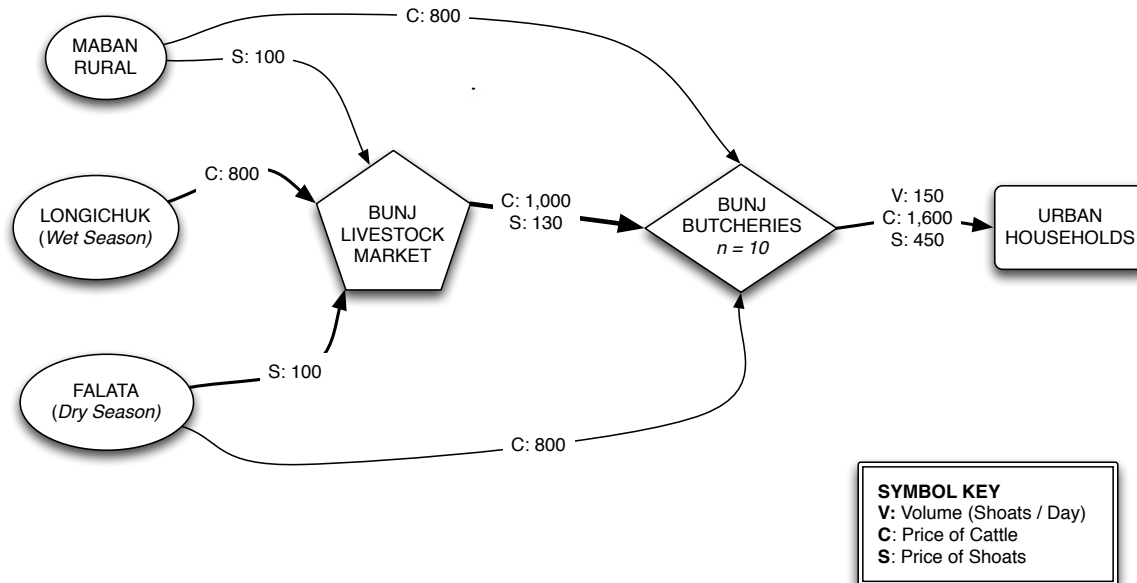 MABAN
RURAL
C: 800
S: 100
LONGICHUK
(Wet Season)
C: 800
BUNJ
LIVESTOCK
MARKET
C: 1,000
S: 130
BUNJ
BUTCHERIES
n = 10
V: 150
C: 1,600
S: 450
URBAN
HOUSEHOLDS
FALATA
(Dry Season)
S: 100
C: 800
SYMBOL KEY
V: Volume (Shoats / Day)
C: Price of Cattle
S: Price of Shoats